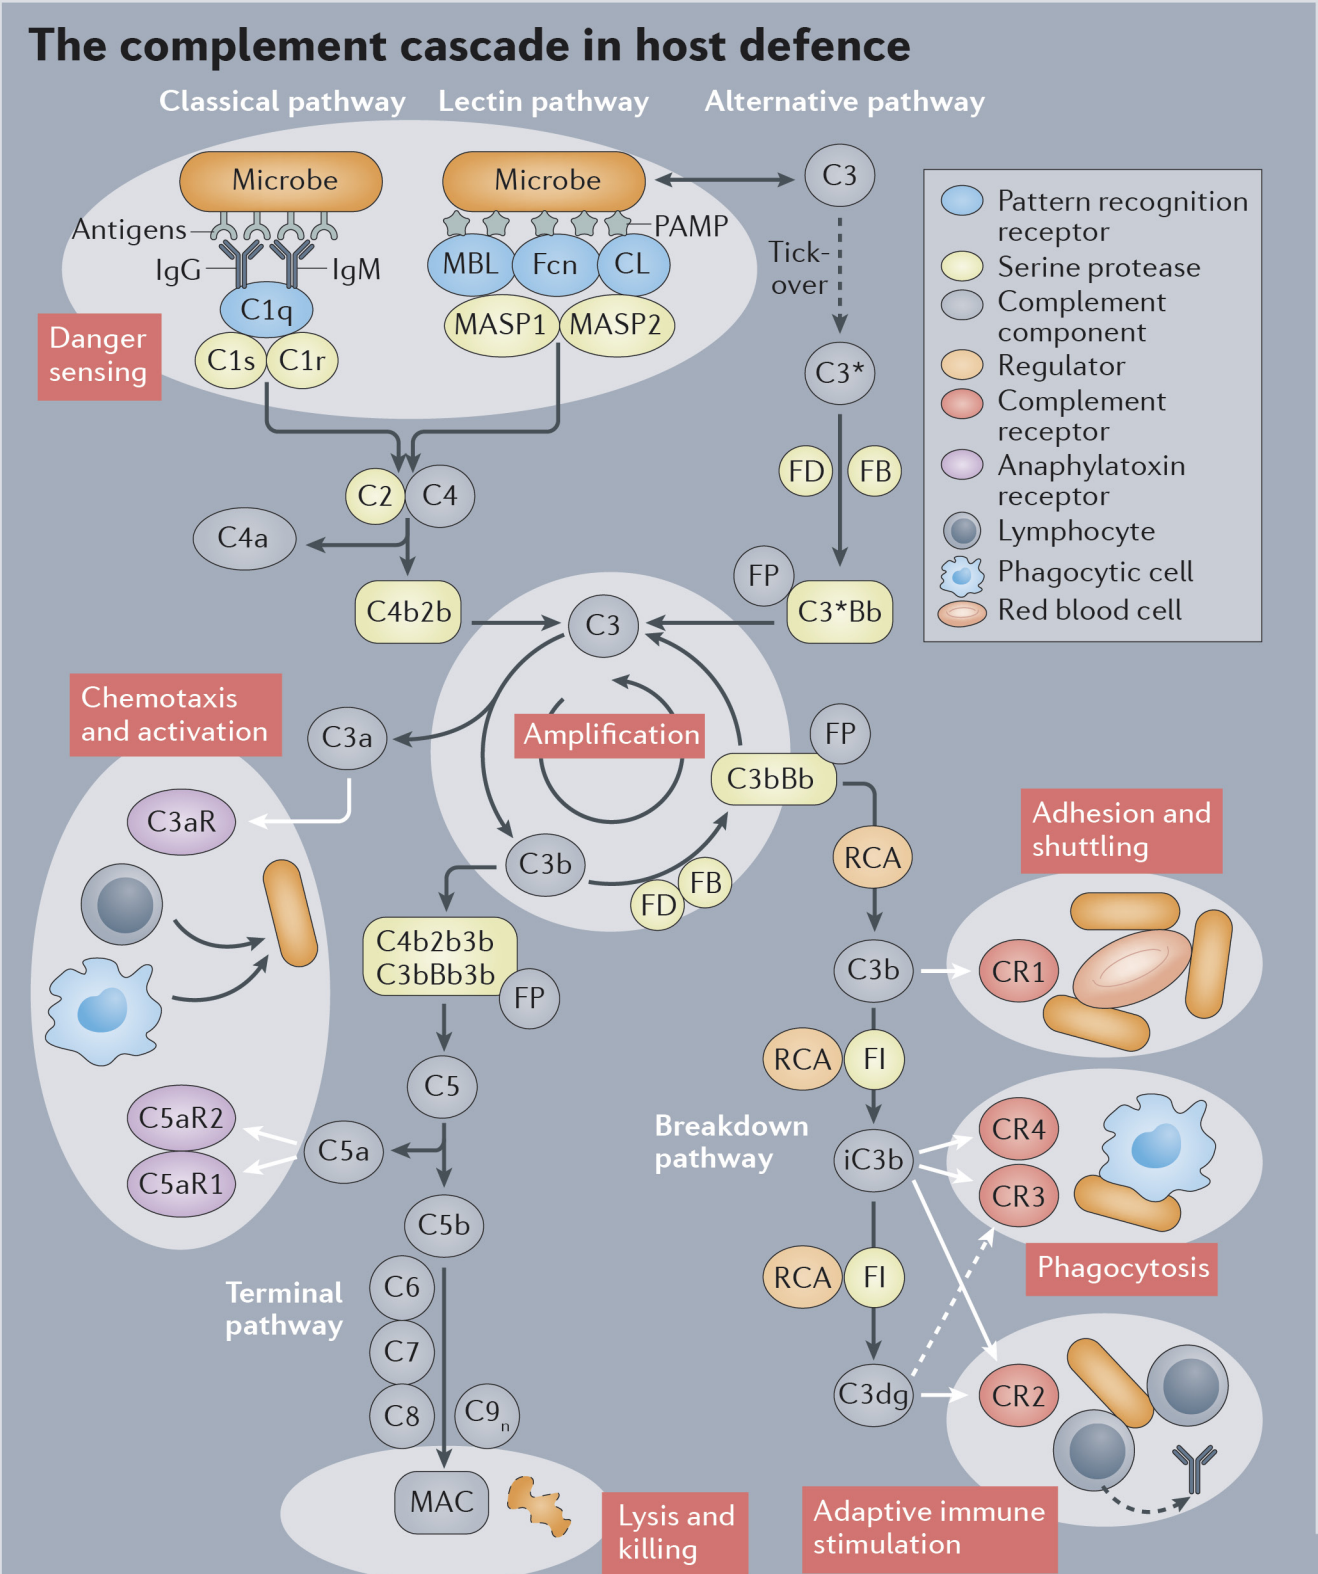 The complement cascade in host defence
Classical pathway
Lectin pathway
Alternative pathway
Microbe
Antigens
IgG
IgM
C1q
C1s
C1r
Danger
sensing
Microbe
PAMP
MBL
Fcn
CL
MASP1
MASP2
C3
Tick-
over
C3*
FD
FB
FP
C3*Bb
Pattern recognition
receptor
Serine protease
Complement
component
Regulator
Complement
receptor
Anaphylatoxin
receptor
Lymphocyte
Phagocytic cell
Red blood cell
C2
C4
C4a
C4b2b
C3
Amplification
C3a
C3b
FD
FB
C3bBb
FP
Chemotaxis
and activation
C3aR
C5aR2
C5aR1
C4b2b3b
C3bBb3b
FP
C5
C5a
C5b
Terminal
pathway
C6
C7
C8
C9n
MAC
Lysis and
killing
RCA
C3b
RCA
FI
Breakdown
pathway
iC3b
RCA
FI
C3dg
Adhesion and
shuttling
CR1
CR4
CR3
Phagocytosis
CR2
Adaptive immune
stimulation